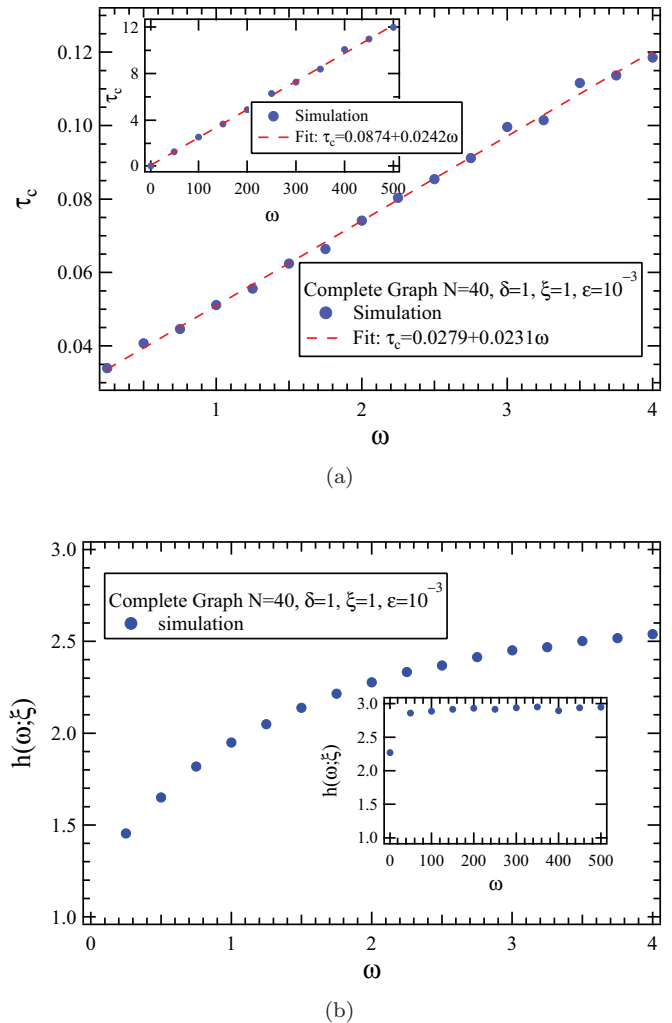 12
8
4
0
τc
0
100
200
300
400
500
ω
Simulation
Fit: τc=0.0874+0.0242ω
0.12
0.10
0.08
0.06
0.04
τc
Complete Graph N=40, δ=1, ξ=1, ε=10⁻³
Simulation
Fit: τc=0.0279+0.0231ω
1
2
3
4
ω
(a)
3.0
2.5
2.0
1.5
1.0
h(ω;ξ)
Complete Graph N=40, δ=1, ξ=1, ε=10⁻³
simulation
3.0
2.5
2.0
1.5
1.0
h(ω;ξ)
0
100
200
300
400
500
ω
0
1
2
3
4
ω
(b)